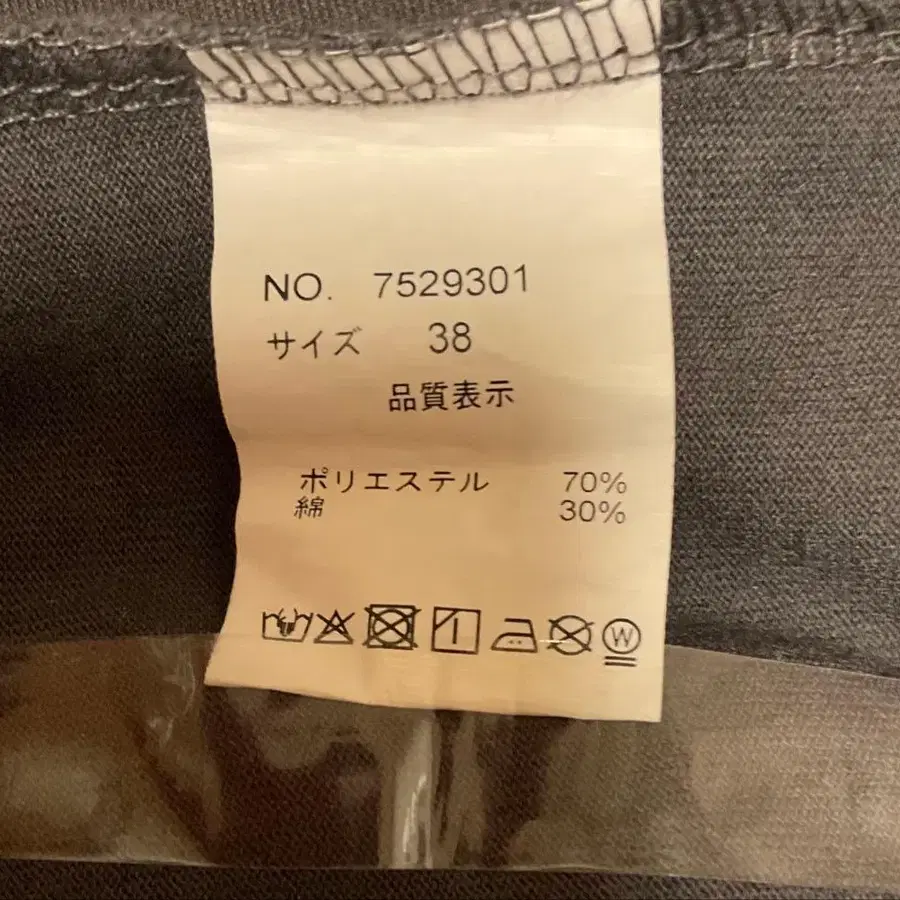 NO. 7529301
サイズ 38
品質表示
ポリエステル 70%
綿 30%
W